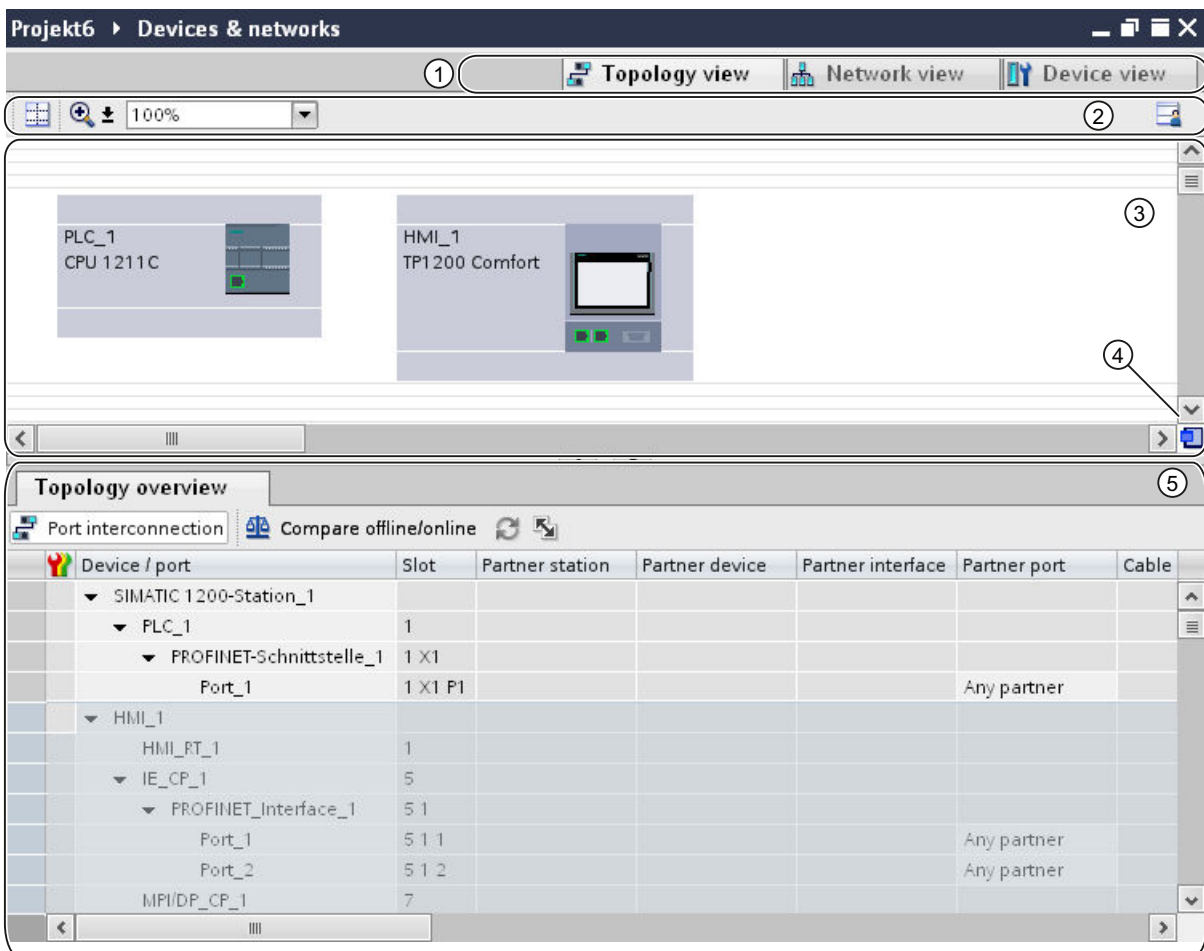 Projekt6 ▸ Devices & networks
① Topology view Network view Device view
100% ②
③
PLC_1
CPU 1211C
HMI_1
TP1200 Comfort
④
Topology overview ⑤
Port interconnection Compare offline/online
Device / port Slot Partner station Partner device Partner interface Partner port Cable
SIMATIC 1200-Station_1
PLC_1 1
PROFINET-Schnittstelle_1 1 X1
Port_1 1 X1 P1 Any partner
HMI_1
HMI_RT_1 1
IE_CP_1 5
PROFINET_Interface_1 5 1
Port_1 5 1 1 Any partner
Port_2 5 1 2 Any partner
MPI/DP_CP_1 7